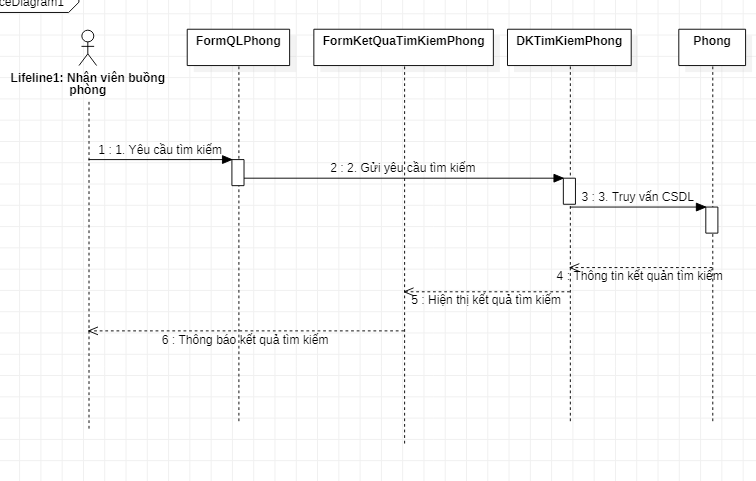 ceDiagram1
FormQLPhong
FormKetQuaTimKiemPhong
DKTimKiemPhong
Phong
Lifeline1: Nhận viên buồng
phòng
1 : 1. Yêu cầu tìm kiếm
2 : 2. Gửi yêu cầu tìm kiếm
3 : 3. Truy vấn CSDL
4 : Thông tin kết quản tìm kiếm
5 : Hiện thị kết quả tìm kiếm
6 : Thông báo kết quả tìm kiếm